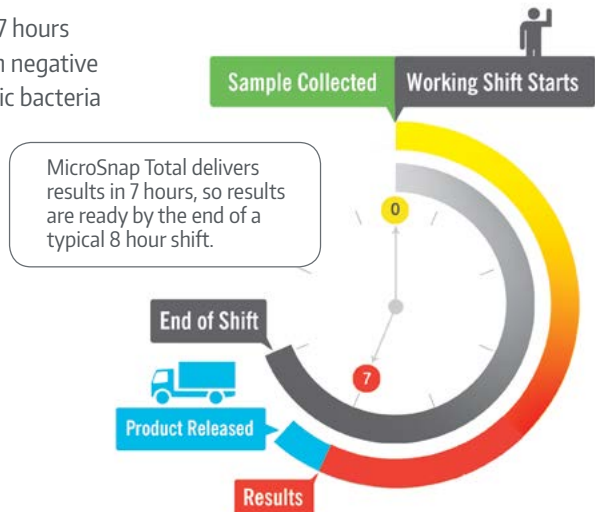 7 hours
negative
bacteria
Sample Collected
Working Shift Starts
MicroSnap Total delivers
results in 7 hours, so results
are ready by the end of a
typical 8 hour shift.
0
End of Shift
7
Product Released
Results